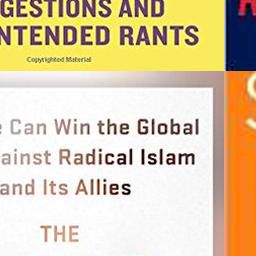 GESTIONS AND
NTENDED RANTS
Copyrighted Material
e Can Win the Global
ainst Radical Islam
and Its Allies
THE